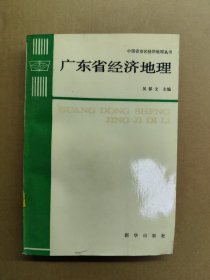 中国省市区经济地理丛书
广东省经济地理
吴郁文 主编
GUANG DONG SHENG
JING JI DI LI
新华出版社